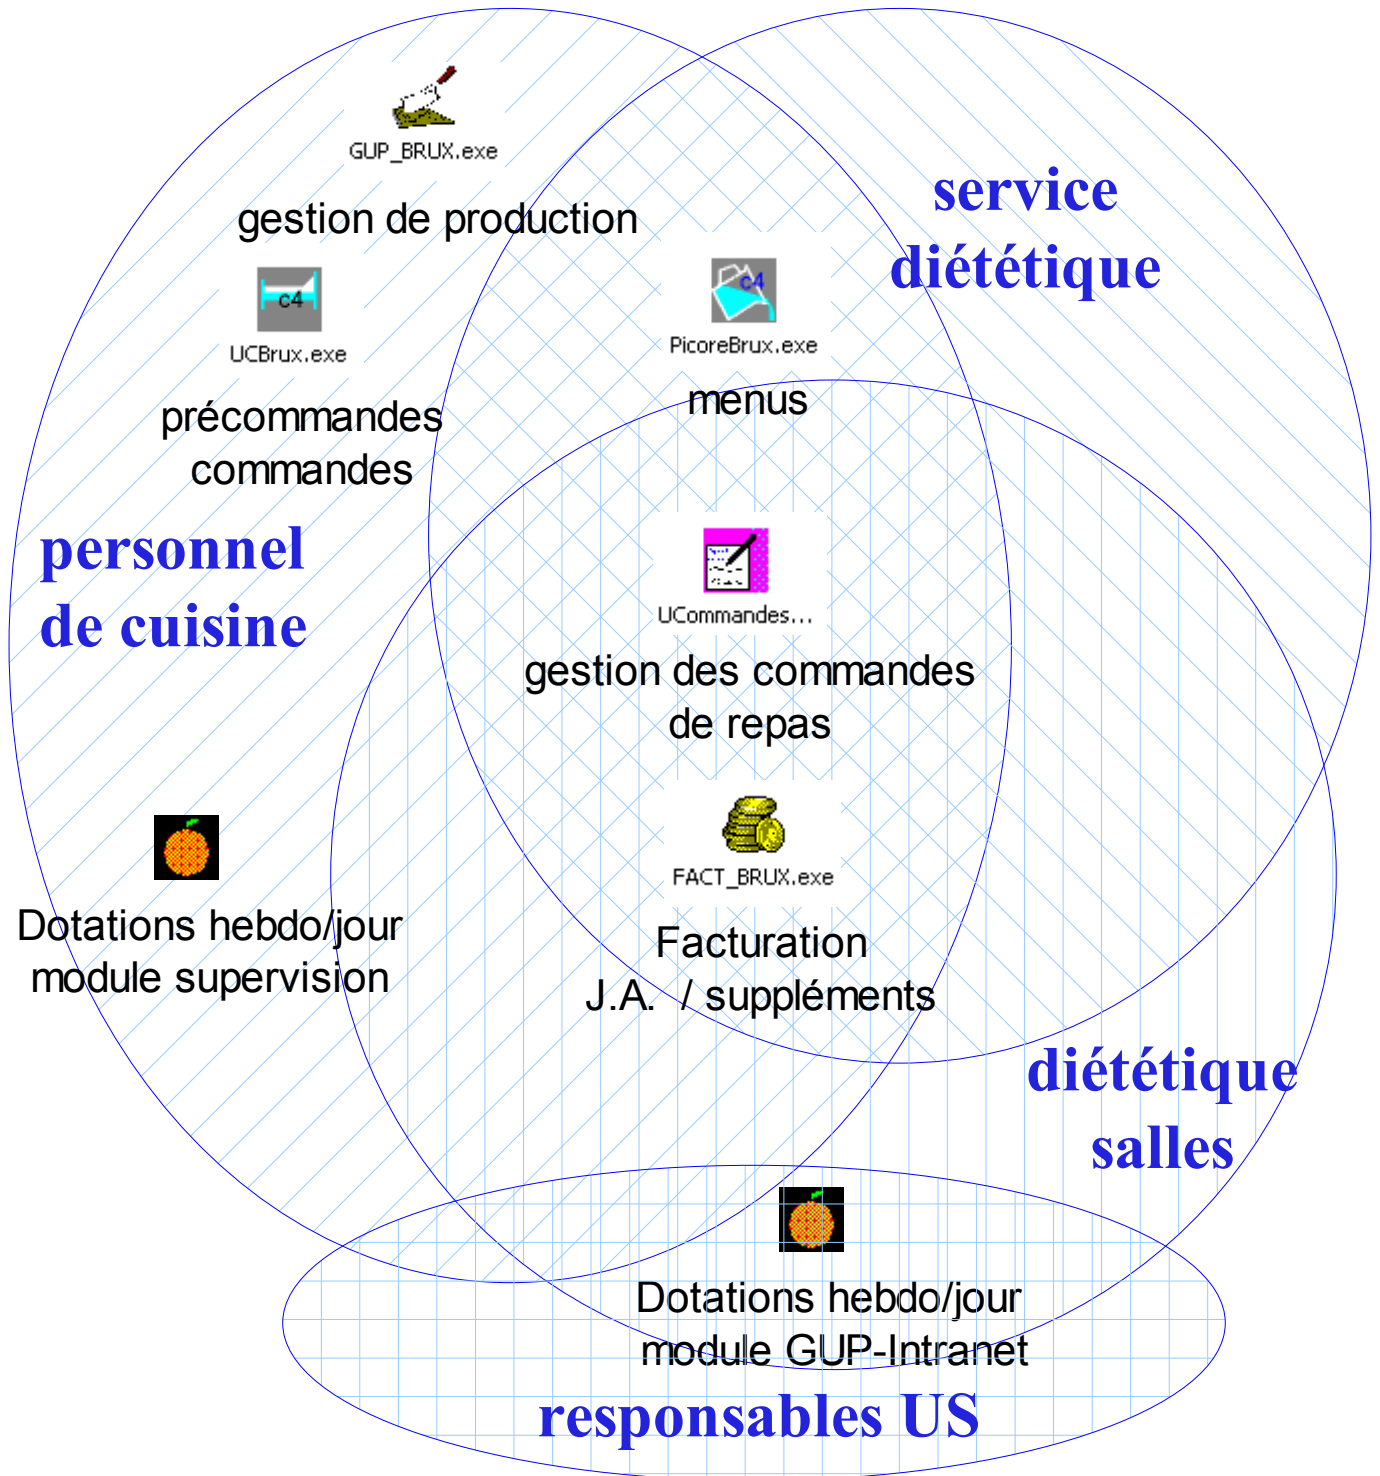 GUP_BRUX.exe
gestion de production
service
diététique
c4
UCBrux.exe
c4
PicoreBrux.exe
précommandes
commandes
menus
personnel
de cuisine
UCommandes...
gestion des commandes
de repas
FACT_BRUX.exe
Dotations hebdo/jour
module supervision
Facturation
J.A. / suppléments
diététique
salles
Dotations hebdo/jour
module GUP-Intranet
responsables US